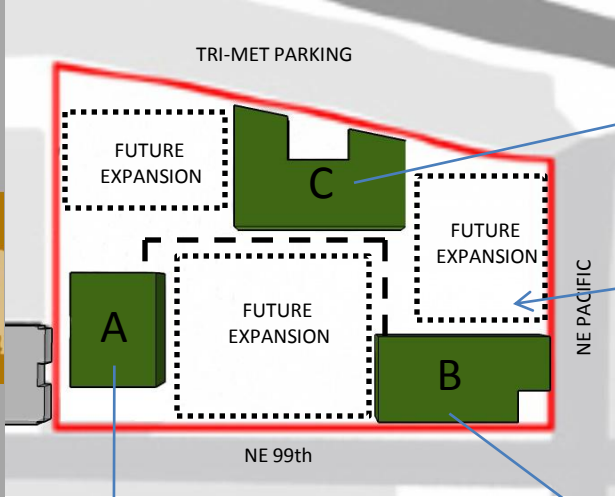 TRI-MET PARKING
FUTURE
EXPANSION
C
FUTURE
EXPANSION
A
FUTURE
EXPANSION
B
NE PACIFIC
NE 99th